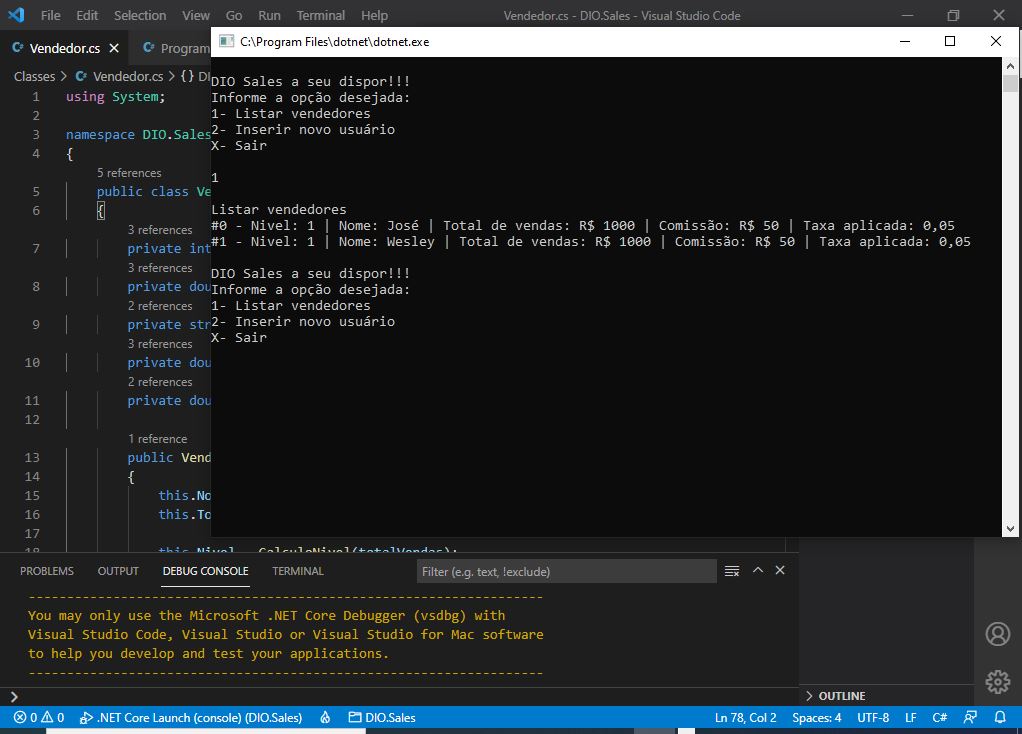 File Edit Selection View Go Run Terminal Help Vendedor.cs - DIO.Sales - Visual Studio Code
Vendedor.cs Program
Classes > Vendedor.cs > {} DI
1 using System;
2
3 namespace DIO.Sales
4 {
5 references
5 public class Ve
6 {
3 references
7 private int
3 references
8 private dou
2 references
9 private str
3 references
10 private dou
2 references
11 private dou
12
1 reference
13 public Vend
14 {
15 this.No
16 this.To
17
18 this.Nivel = CalculeNivel(totalVendas);
C:\Program Files\dotnet\dotnet.exe
DIO Sales a seu dispor!!!
Informe a opção desejada:
1- Listar vendedores
2- Inserir novo usuário
X- Sair
1
Listar vendedores
#0 - Nivel: 1 | Nome: José | Total de vendas: R$ 1000 | Comissão: R$ 50 | Taxa aplicada: 0,05
#1 - Nivel: 1 | Nome: Wesley | Total de vendas: R$ 1000 | Comissão: R$ 50 | Taxa aplicada: 0,05
DIO Sales a seu dispor!!!
Informe a opção desejada:
1- Listar vendedores
2- Inserir novo usuário
X- Sair
PROBLEMS OUTPUT DEBUG CONSOLE TERMINAL Filter (e.g. text, !exclude)
-------------------------------------------------------------------
You may only use the Microsoft .NET Core Debugger (vsdbg) with
Visual Studio Code, Visual Studio or Visual Studio for Mac software
to help you develop and test your applications.
-------------------------------------------------------------------
>
> OUTLINE
0 0 .NET Core Launch (console) (DIO.Sales) DIO.Sales Ln 78, Col 2 Spaces: 4 UTF-8 LF C#